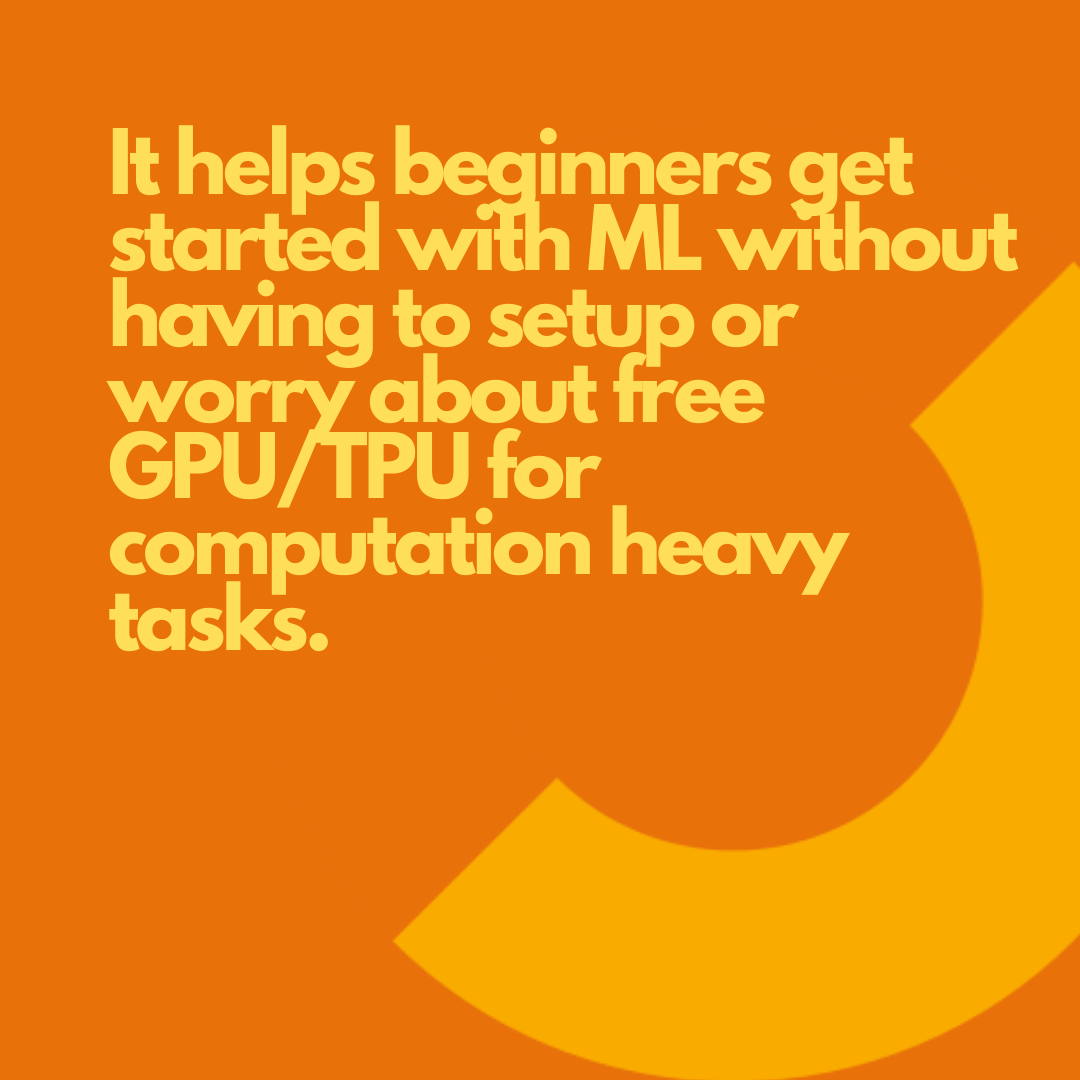 It helps beginners get
started with ML without
having to setup or
worry about free
GPU/TPU for
computation heavy
tasks.